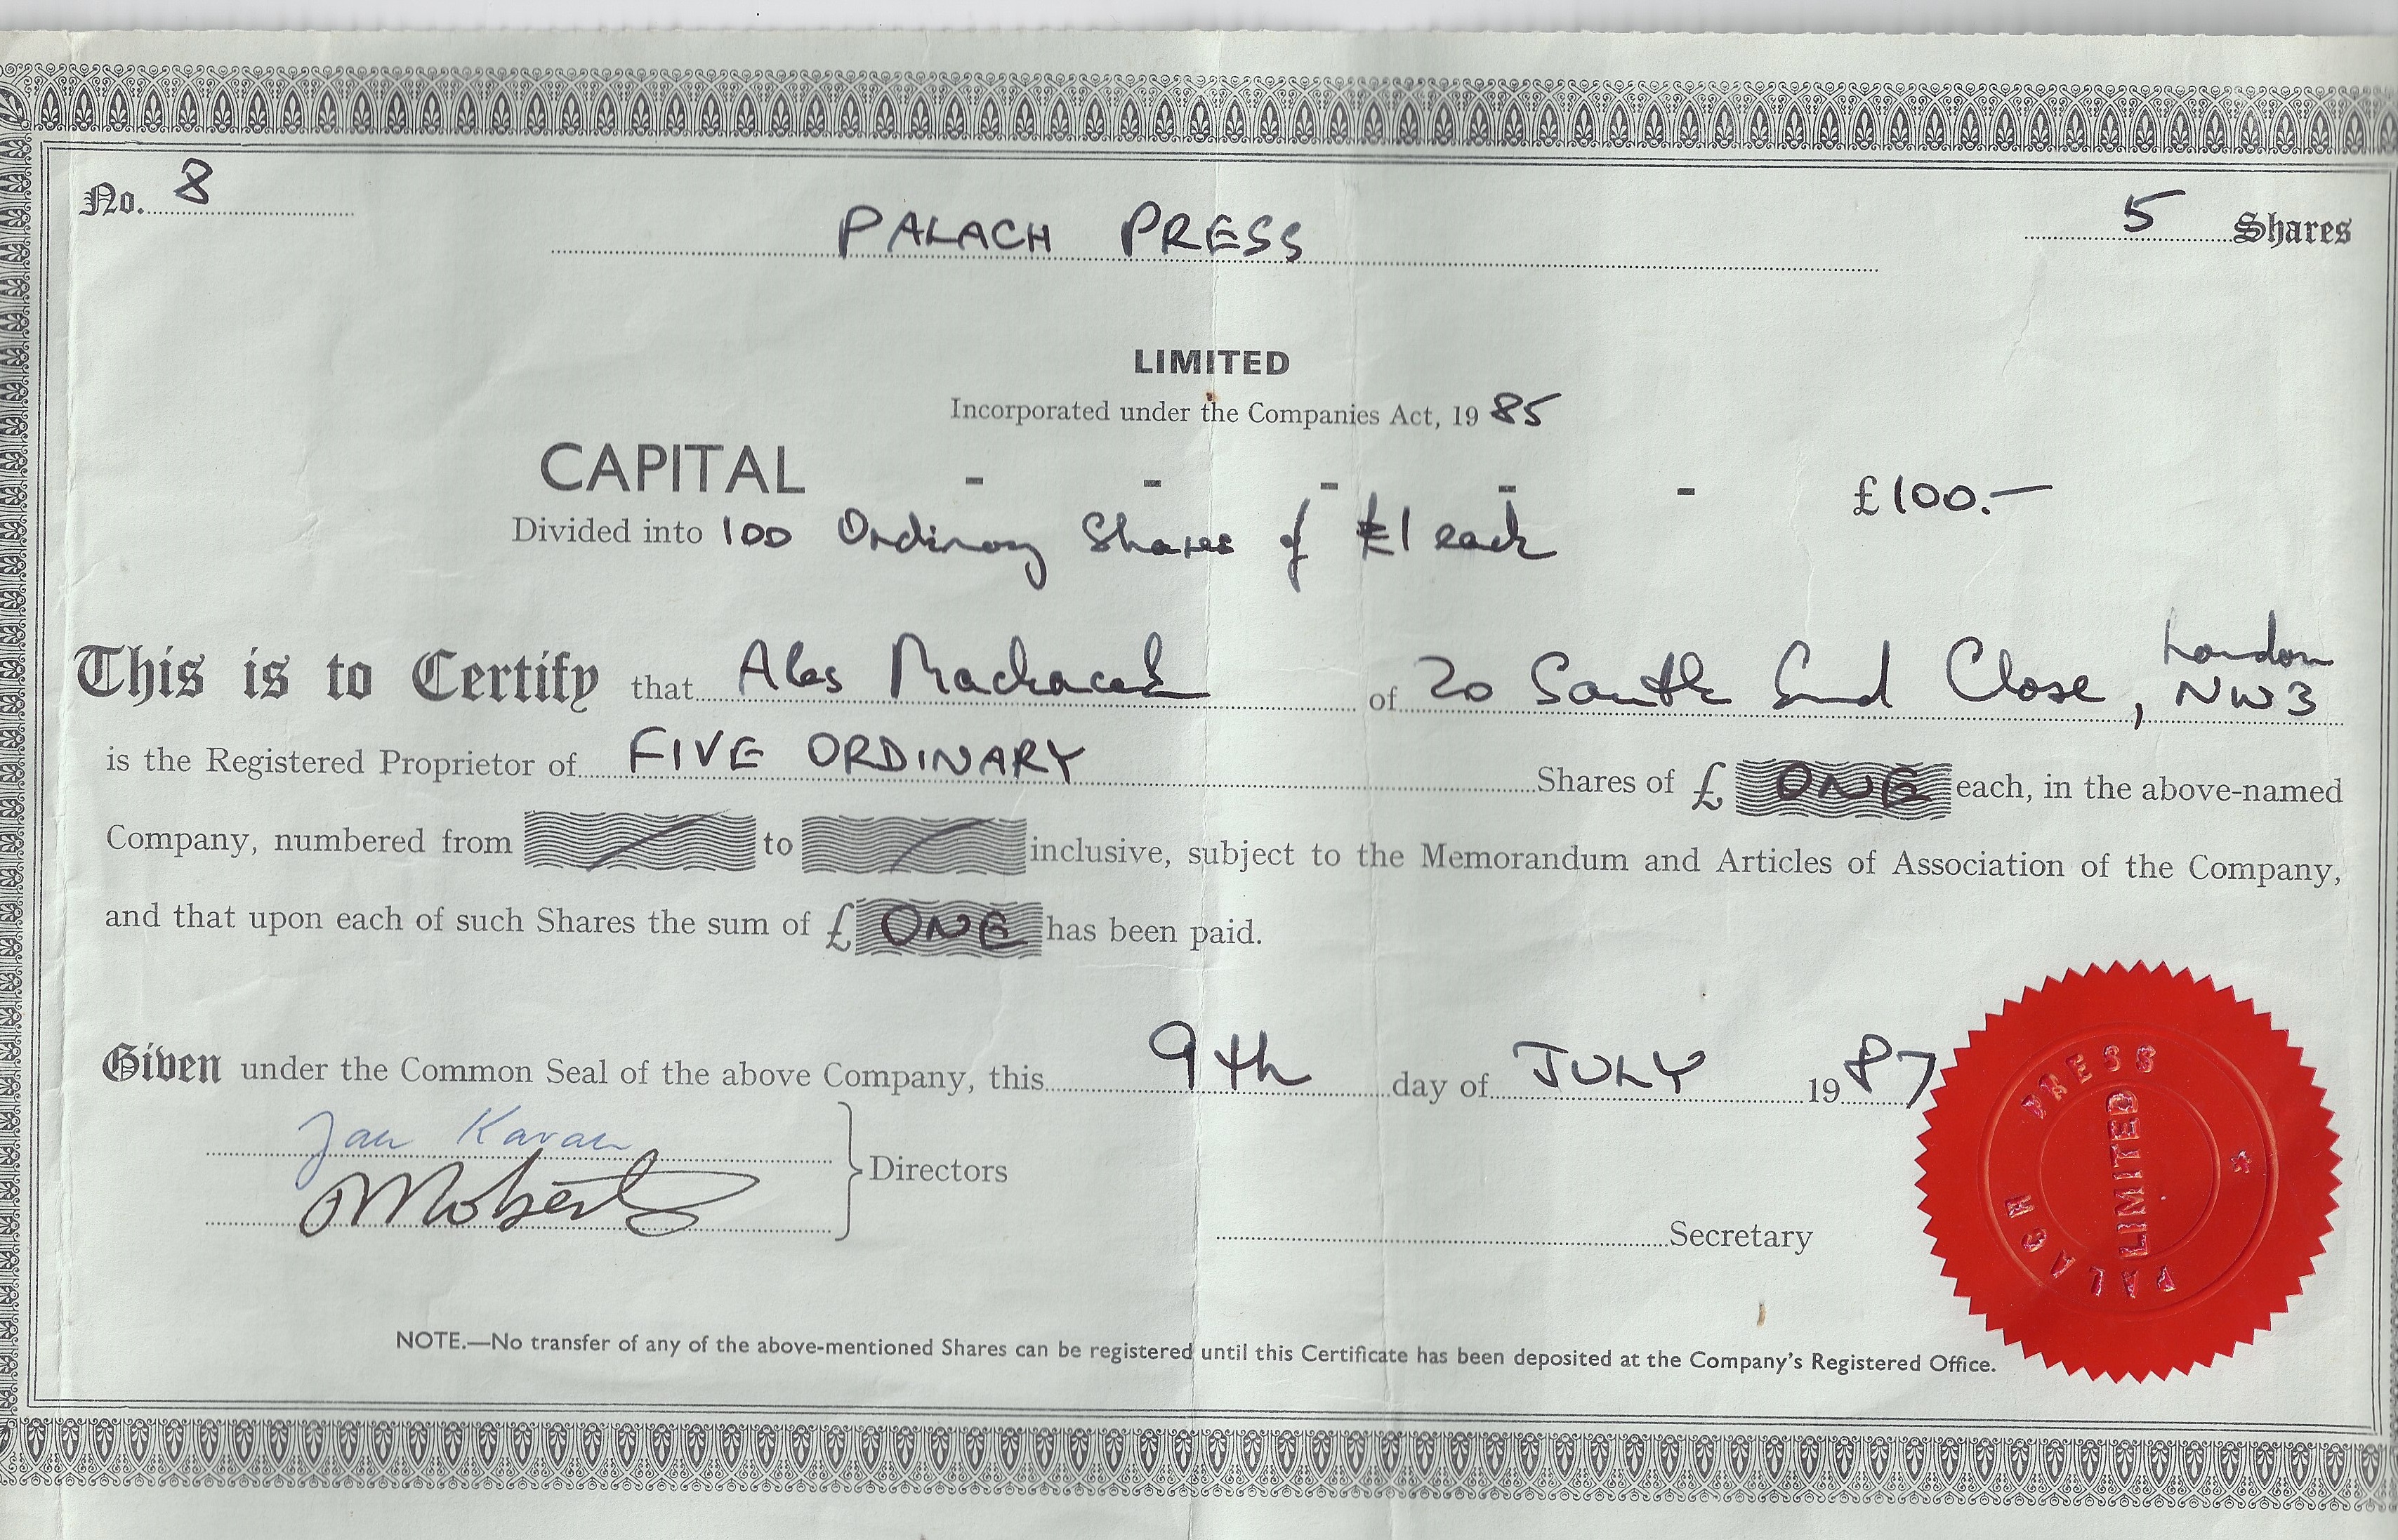 No. 8
PALACH PRESS
5 Shares
LIMITED
Incorporated under the Companies Act, 1985
CAPITAL - - - - - £100.—
Divided into 100 Ordinary Shares of £1 each
This is to Certify that Ales Machacek of 20 South End Close, London NW3
is the Registered Proprietor of FIVE ORDINARY Shares of £ ONE each, in the above-named
Company, numbered from / to / inclusive, subject to the Memorandum and Articles of Association of the Company,
and that upon each of such Shares the sum of £ ONE has been paid.
Given under the Common Seal of the above Company, this 9th day of JULY 1987
Jan Kavan
Directors
Secretary
PALACH PRESS
LIMITED
NOTE.—No transfer of any of the above-mentioned Shares can be registered until this Certificate has been deposited at the Company's Registered Office.